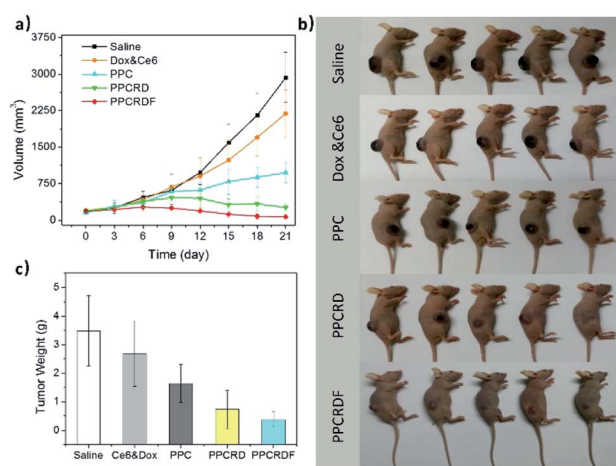 a)
3750
3000
2250
1500
750
0
Volume (mm³)
Saline
Dox&Ce6
PPC
PPCRD
PPCRDF
0 3 6 9 12 15 18 21
Time (day)
b)
Saline
Dox &Ce6
PPC
PPCRD
PPCRDF
c)
5
4
3
2
1
0
Tumor Weight (g)
Saline Ce6&Dox PPC PPCRD PPCRDF